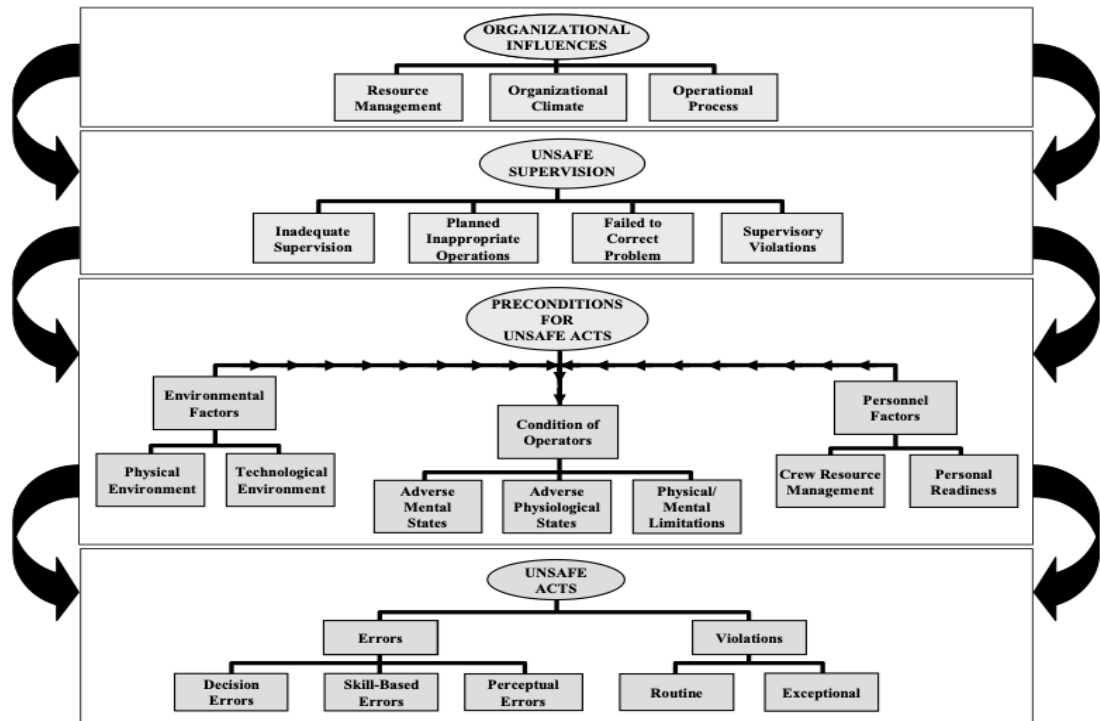 ORGANIZATIONAL
INFLUENCES
Resource
Management
Organizational
Climate
Operational
Process
UNSAFE
SUPERVISION
Inadequate
Supervision
Planned
Inappropriate
Operations
Failed to
Correct
Problem
Supervisory
Violations
PRECONDITIONS
FOR
UNSAFE ACTS
Environmental
Factors
Condition of
Operators
Personnel
Factors
Physical
Environment
Technological
Environment
Adverse
Mental
States
Adverse
Physiological
States
Physical/
Mental
Limitations
Crew Resource
Management
Personal
Readiness
UNSAFE
ACTS
Errors
Violations
Decision
Errors
Skill-Based
Errors
Perceptual
Errors
Routine
Exceptional